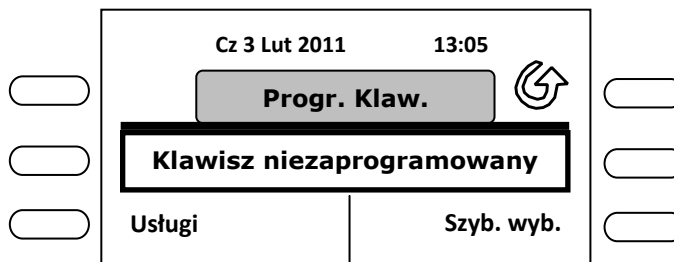 Cz 3 Lut 2011 13:05
Progr. Klaw.
Klawisz niezaprogramowany
Usługi Szyb. wyb.